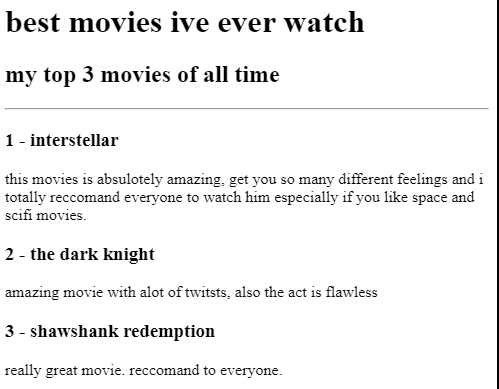 best movies ive ever watch
my top 3 movies of all time
1 - interstellar
this movies is absulotely amazing, get you so many different feelings and i
totally reccomand everyone to watch him especially if you like space and
scifi movies.
2 - the dark knight
amazing movie with alot of twitsts, also the act is flawless
3 - shawshank redemption
really great movie. reccomand to everyone.